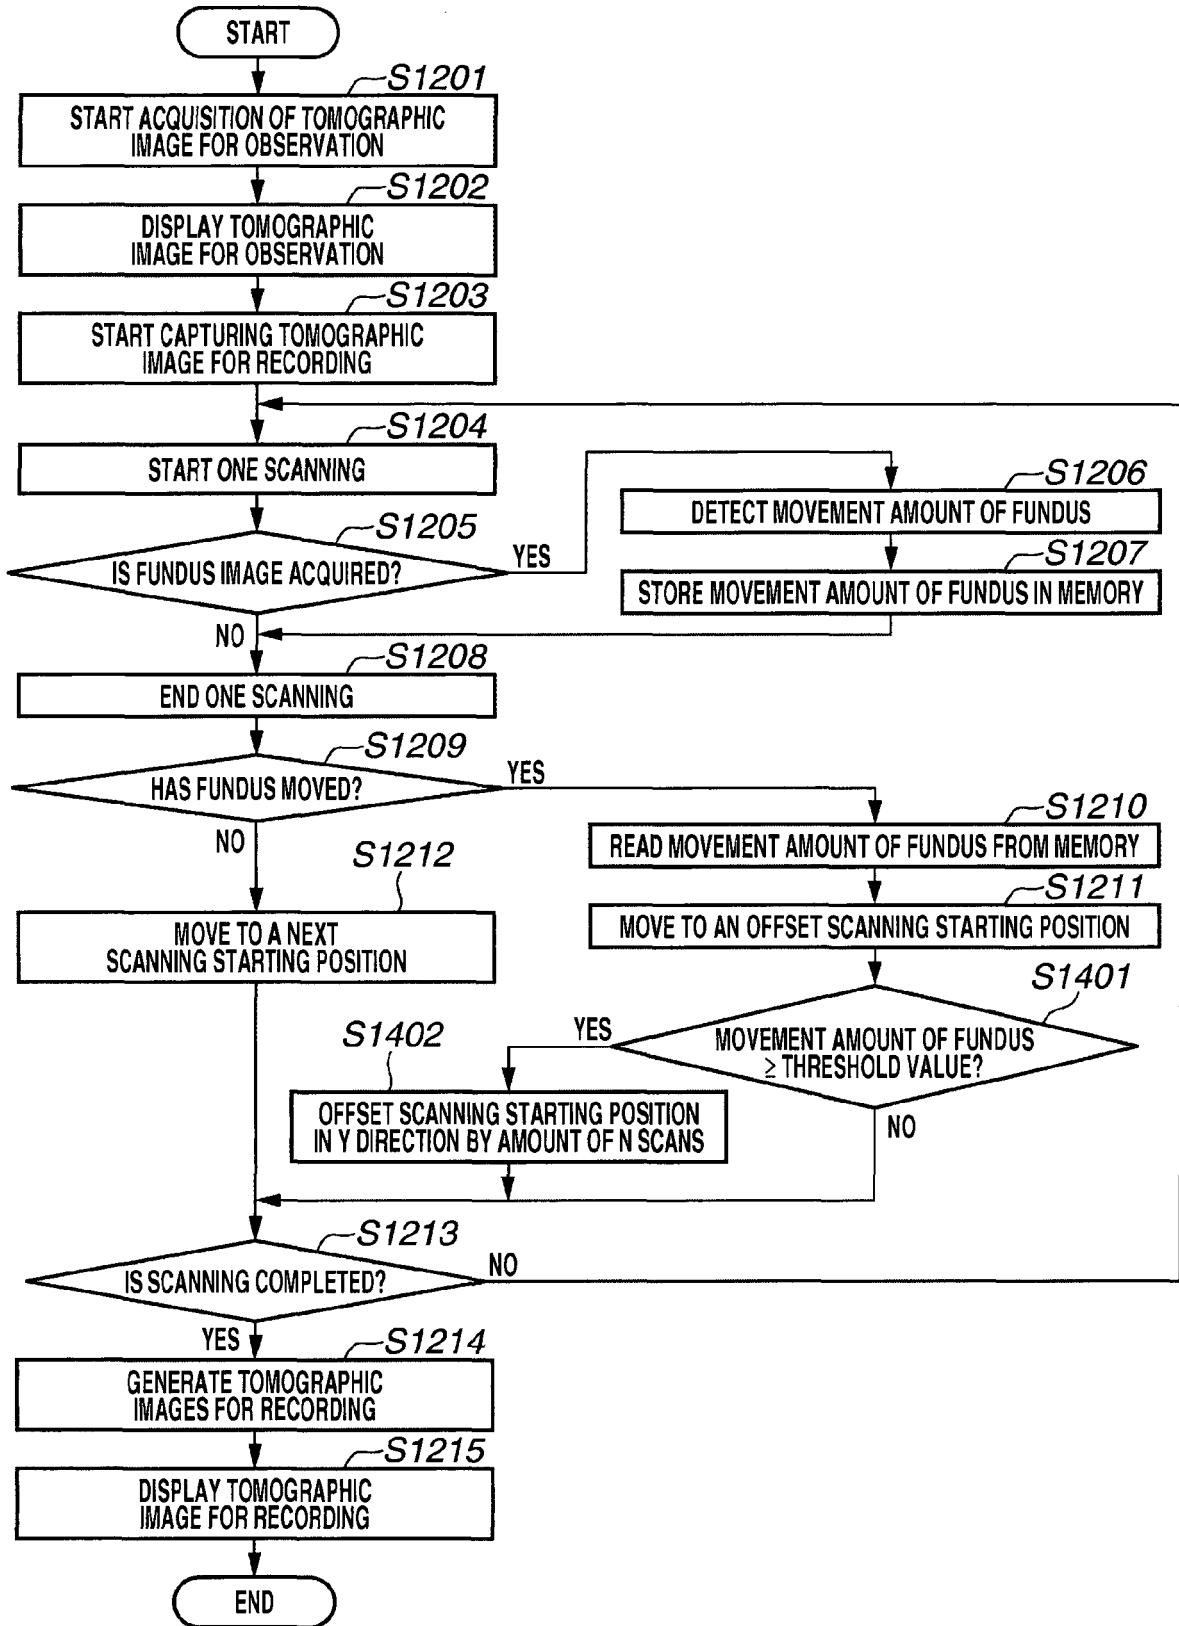 START
S1201
START ACQUISITION OF TOMOGRAPHIC
IMAGE FOR OBSERVATION
S1202
DISPLAY TOMOGRAPHIC
IMAGE FOR OBSERVATION
S1203
START CAPTURING TOMOGRAPHIC
IMAGE FOR RECORDING
S1204
START ONE SCANNING
S1205
IS FUNDUS IMAGE ACQUIRED?
YES
S1206
DETECT MOVEMENT AMOUNT OF FUNDUS
S1207
STORE MOVEMENT AMOUNT OF FUNDUS IN MEMORY
NO
S1208
END ONE SCANNING
S1209
HAS FUNDUS MOVED?
YES
NO
S1210
READ MOVEMENT AMOUNT OF FUNDUS FROM MEMORY
S1211
MOVE TO AN OFFSET SCANNING STARTING POSITION
S1212
MOVE TO A NEXT
SCANNING STARTING POSITION
S1401
MOVEMENT AMOUNT OF FUNDUS
≥ THRESHOLD VALUE?
YES
NO
S1402
OFFSET SCANNING STARTING POSITION
IN Y DIRECTION BY AMOUNT OF N SCANS
S1213
IS SCANNING COMPLETED?
NO
YES
S1214
GENERATE TOMOGRAPHIC
IMAGES FOR RECORDING
S1215
DISPLAY TOMOGRAPHIC
IMAGE FOR RECORDING
END